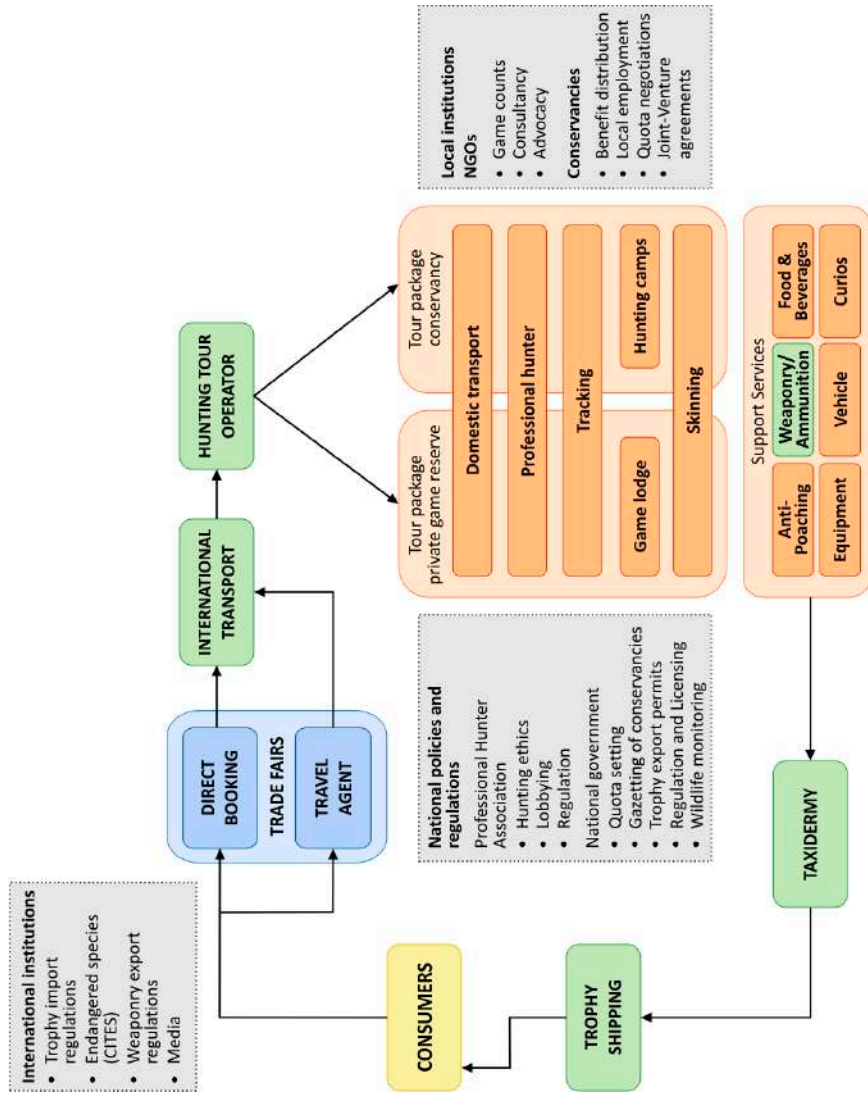 International institutions
• Trophy import
regulations
• Endangered species
(CITES)
• Weaponry export
regulations
• Media
DIRECT
BOOKING
TRADE FAIRS
TRAVEL
AGENT
INTERNATIONAL
TRANSPORT
HUNTING TOUR
OPERATOR
CONSUMERS
National policies and
regulations
Professional Hunter
Association
• Hunting ethics
• Lobbying
• Regulation
National government
• Quota setting
• Gazetting of conservancies
• Trophy export permits
• Regulation and Licensing
• Wildlife monitoring
Tour package
private game reserve
Tour package
conservancy
Domestic transport
Professional hunter
Tracking
Game lodge
Hunting camps
Skinning
Local institutions
NGOs
• Game counts
• Consultancy
• Advocacy
Conservancies
• Benefit distribution
• Local employment
• Quota negotiations
• Joint-Venture
agreements
Support Services
Anti-
Poaching
Weaponry/
Ammunition
Food &
Beverages
Equipment
Vehicle
Curios
TROPHY
SHIPPING
TAXIDERMY